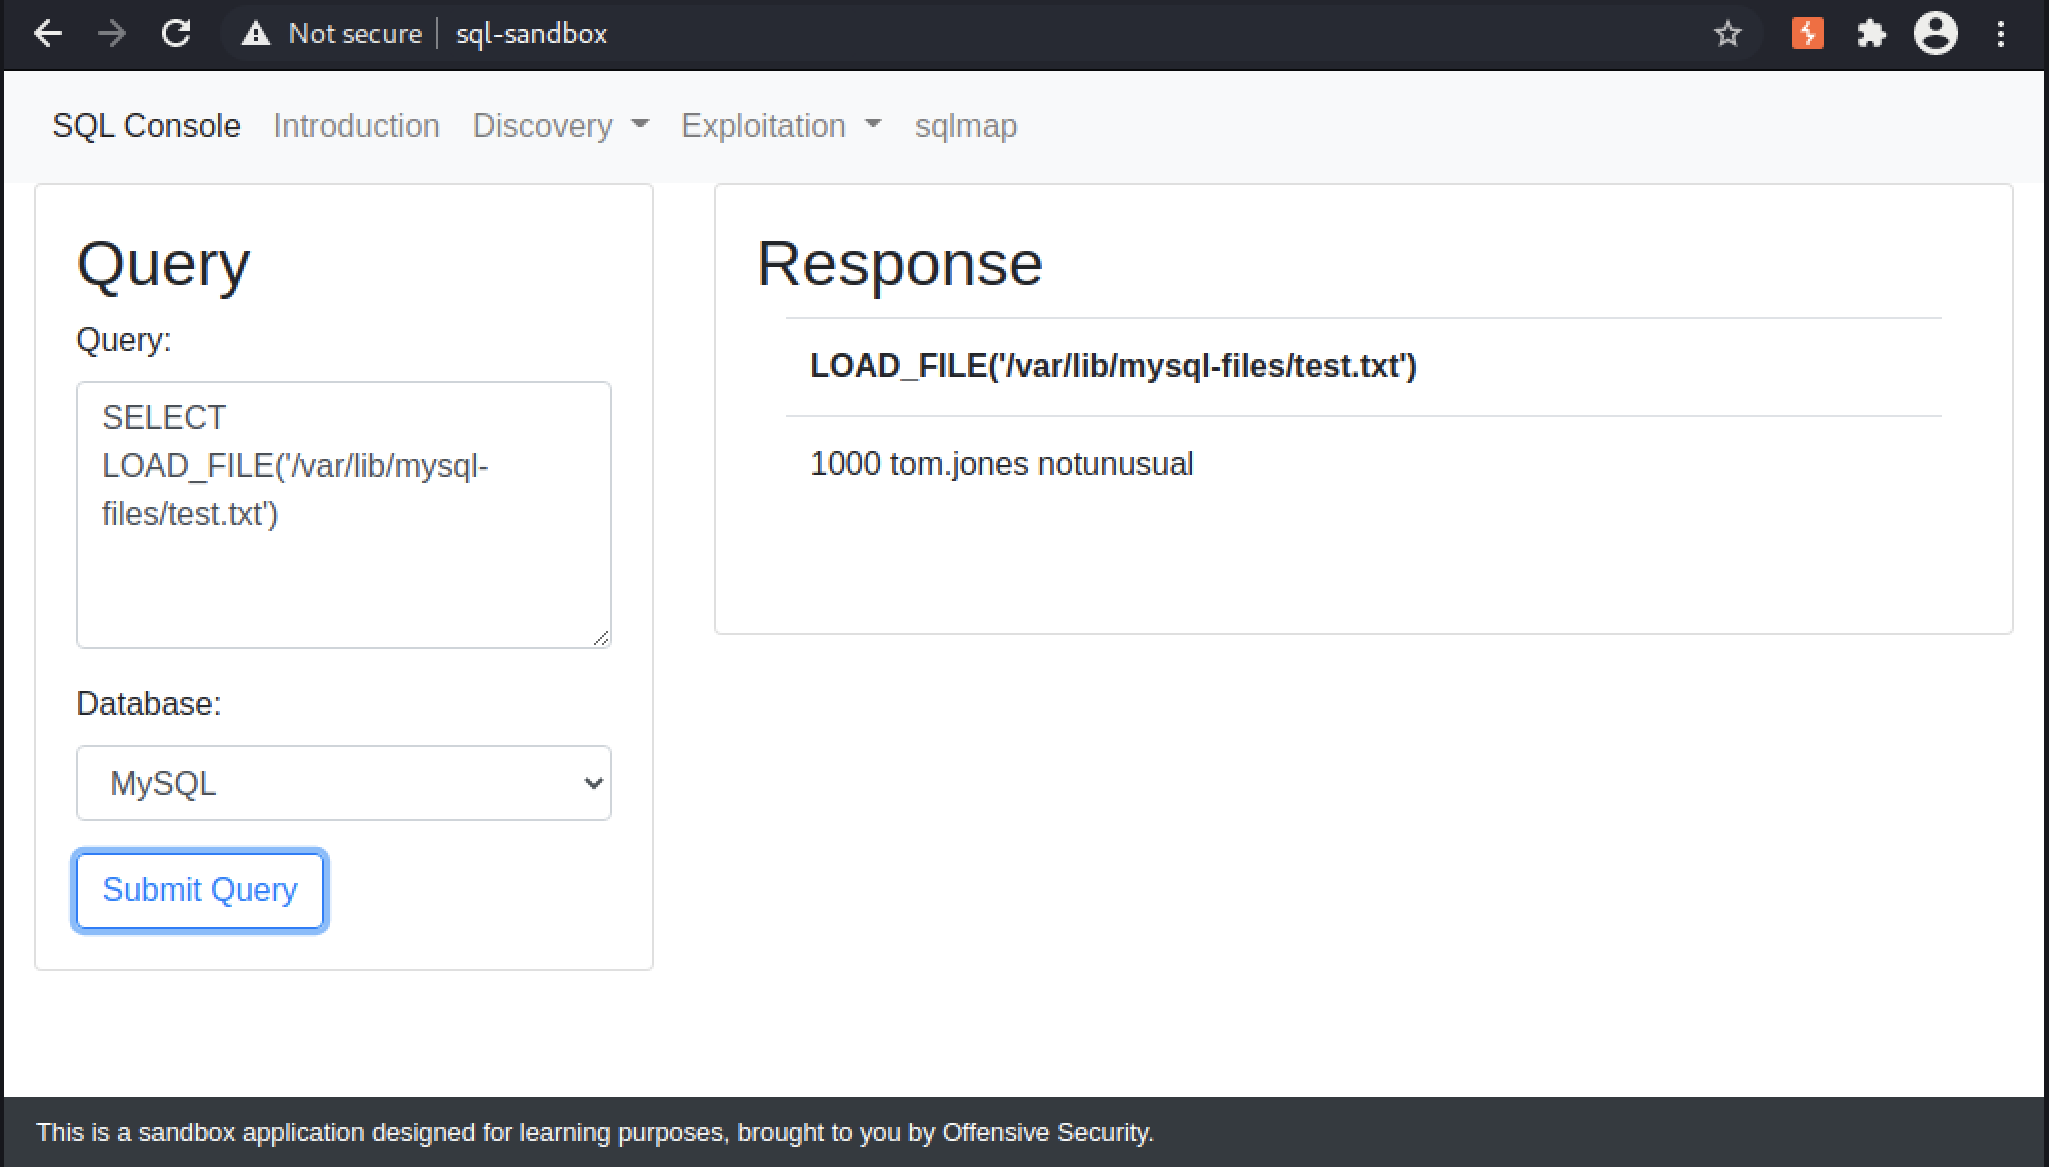 Not secure | sql-sandbox
SQL Console Introduction Discovery Exploitation sqlmap
Query
Query:
SELECT
LOAD_FILE('/var/lib/mysql-
files/test.txt')
Database:
MySQL
Submit Query
Response
LOAD_FILE('/var/lib/mysql-files/test.txt')
1000 tom.jones notunusual
This is a sandbox application designed for learning purposes, brought to you by Offensive Security.